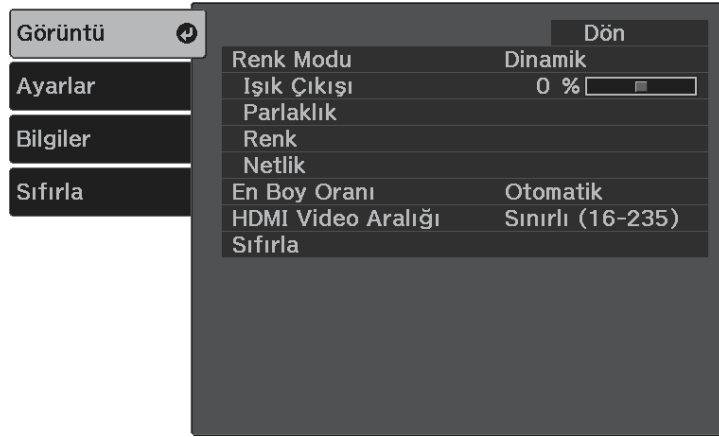 Görüntü
Ayarlar
Bilgiler
Sıfırla
Dön
Renk Modu Dinamik
Işık Çıkışı 0 %
Parlaklık
Renk
Netlik
En Boy Oranı Otomatik
HDMI Video Aralığı Sınırlı (16-235)
Sıfırla